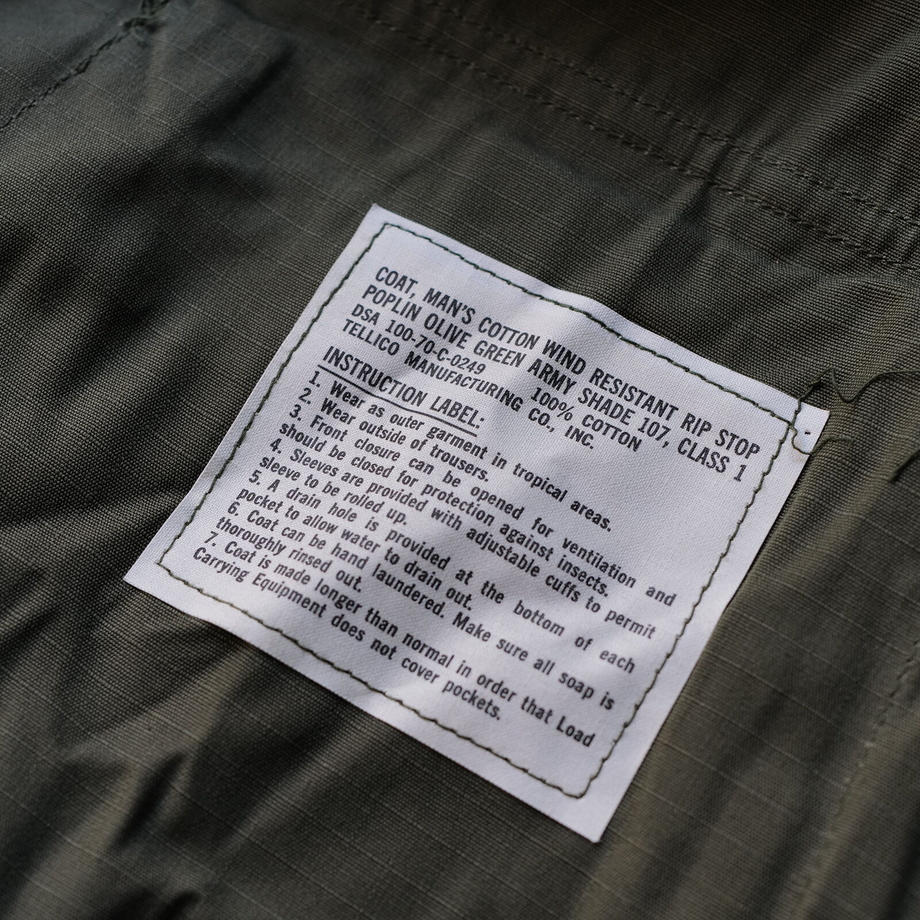 COAT, MAN'S COTTON WIND RESISTANT RIP STOP
POPLIN OLIVE GREEN ARMY SHADE 107, CLASS 1
DSA 100-70-C-0249 100% COTTON
TELLICO MANUFACTURING CO., INC.
INSTRUCTION LABEL:
1. Wear as outer garment in tropical areas.
2. Wear outside of trousers.
3. Front closure can be opened for ventilation and
should be closed for protection against insects.
4. Sleeves are provided with adjustable cuffs to permit
sleeve to be rolled up.
5. A drain hole is provided at the bottom of each
pocket to allow water to drain out.
6. Coat can be hand laundered. Make sure all soap is
thoroughly rinsed out.
7. Coat is made longer than normal in order that Load
Carrying Equipment does not cover pockets.